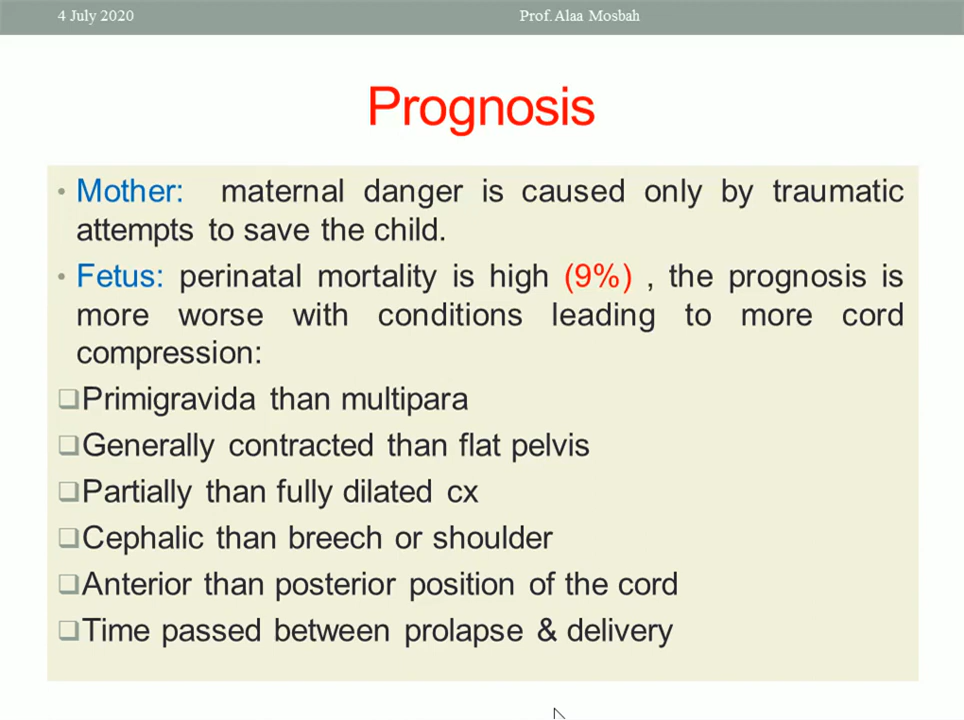 4 July 2020
Prof.Alaa Mosbah
Prognosis
• Mother: maternal danger is caused only by traumatic
attempts to save the child.
• Fetus: perinatal mortality is high (9%) , the prognosis is
more worse with conditions leading to more cord
compression:
❑Primigravida than multipara
❑Generally contracted than flat pelvis
❑Partially than fully dilated cx
❑Cephalic than breech or shoulder
❑Anterior than posterior position of the cord
❑Time passed between prolapse & delivery